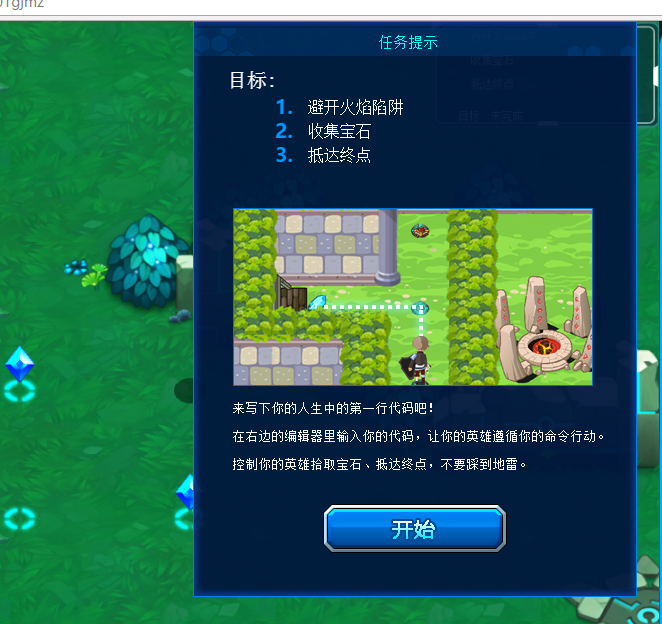 任务提示
目标:
1. 避开火焰陷阱
2. 收集宝石
3. 抵达终点
来写下你的人生中的第一行代码吧!
在右边的编辑器里输入你的代码，让你的英雄遵循你的命令行动。
控制你的英雄拾取宝石、抵达终点，不要踩到地雷。
开始